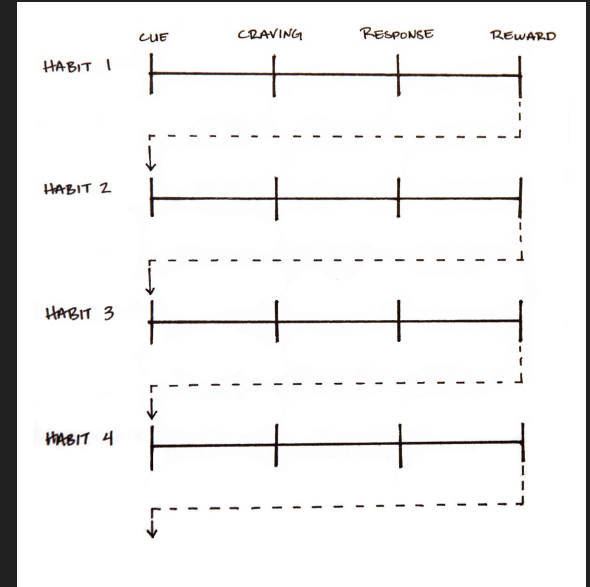 CUE CRAVING RESPONSE REWARD
HABIT 1
HABIT 2
HABIT 3
HABIT 4